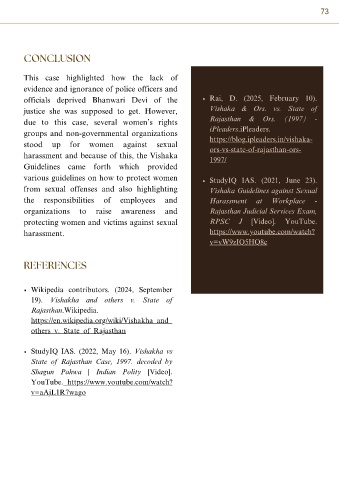 73
CONCLUSION
This case highlighted how the lack of
evidence and ignorance of police officers and
officials deprived Bhanwari Devi of the
justice she was supposed to get. However,
due to this case, several women's rights
groups and non-governmental organizations
stood up for women against sexual
harassment and because of this, the Vishaka
Guidelines came forth which provided
various guidelines on how to protect women
from sexual offenses and also highlighting
the responsibilities of employees and
organizations to raise awareness and
protecting women and victims against sexual
harassment.
REFERENCES
• Wikipedia contributors. (2024, September
19). Vishakha and others v. State of
Rajasthan.Wikipedia.
https://en.wikipedia.org/wiki/Vishakha_and_
others_v._State_of_Rajasthan
• StudyIQ IAS. (2022, May 16). Vishakha vs
State of Rajasthan Case, 1997. decoded by
Shagun Pahwa | Indian Polity [Video].
YouTube. https://www.youtube.com/watch?
v=aAiL1R7wago
• Rai, D. (2025, February 10).
Vishaka & Ors. vs. State of
Rajasthan & Ors. (1997) -
iPleaders.iPleaders.
https://blog.ipleaders.in/vishaka-
ors-vs-state-of-rajasthan-ors-
1997/
• StudyIQ IAS. (2021, June 23).
Vishaka Guidelines against Sexual
Harassment at Workplace -
Rajasthan Judicial Services Exam,
RPSC J [Video]. YouTube.
https://www.youtube.com/watch?
v=vW9zIQ5HQ8c